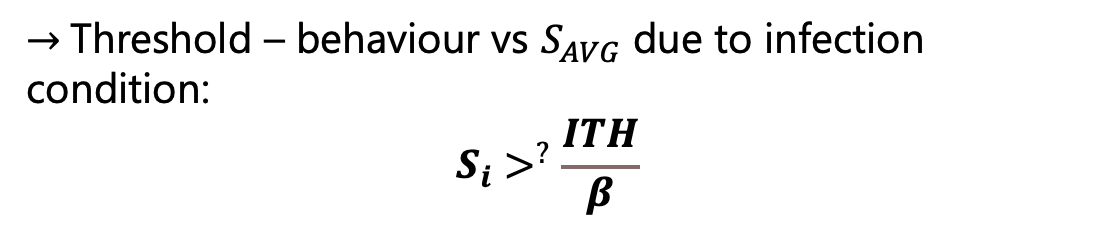 → Threshold – behaviour vs S_AVG due to infection
condition:
S_i >^? ITH/β